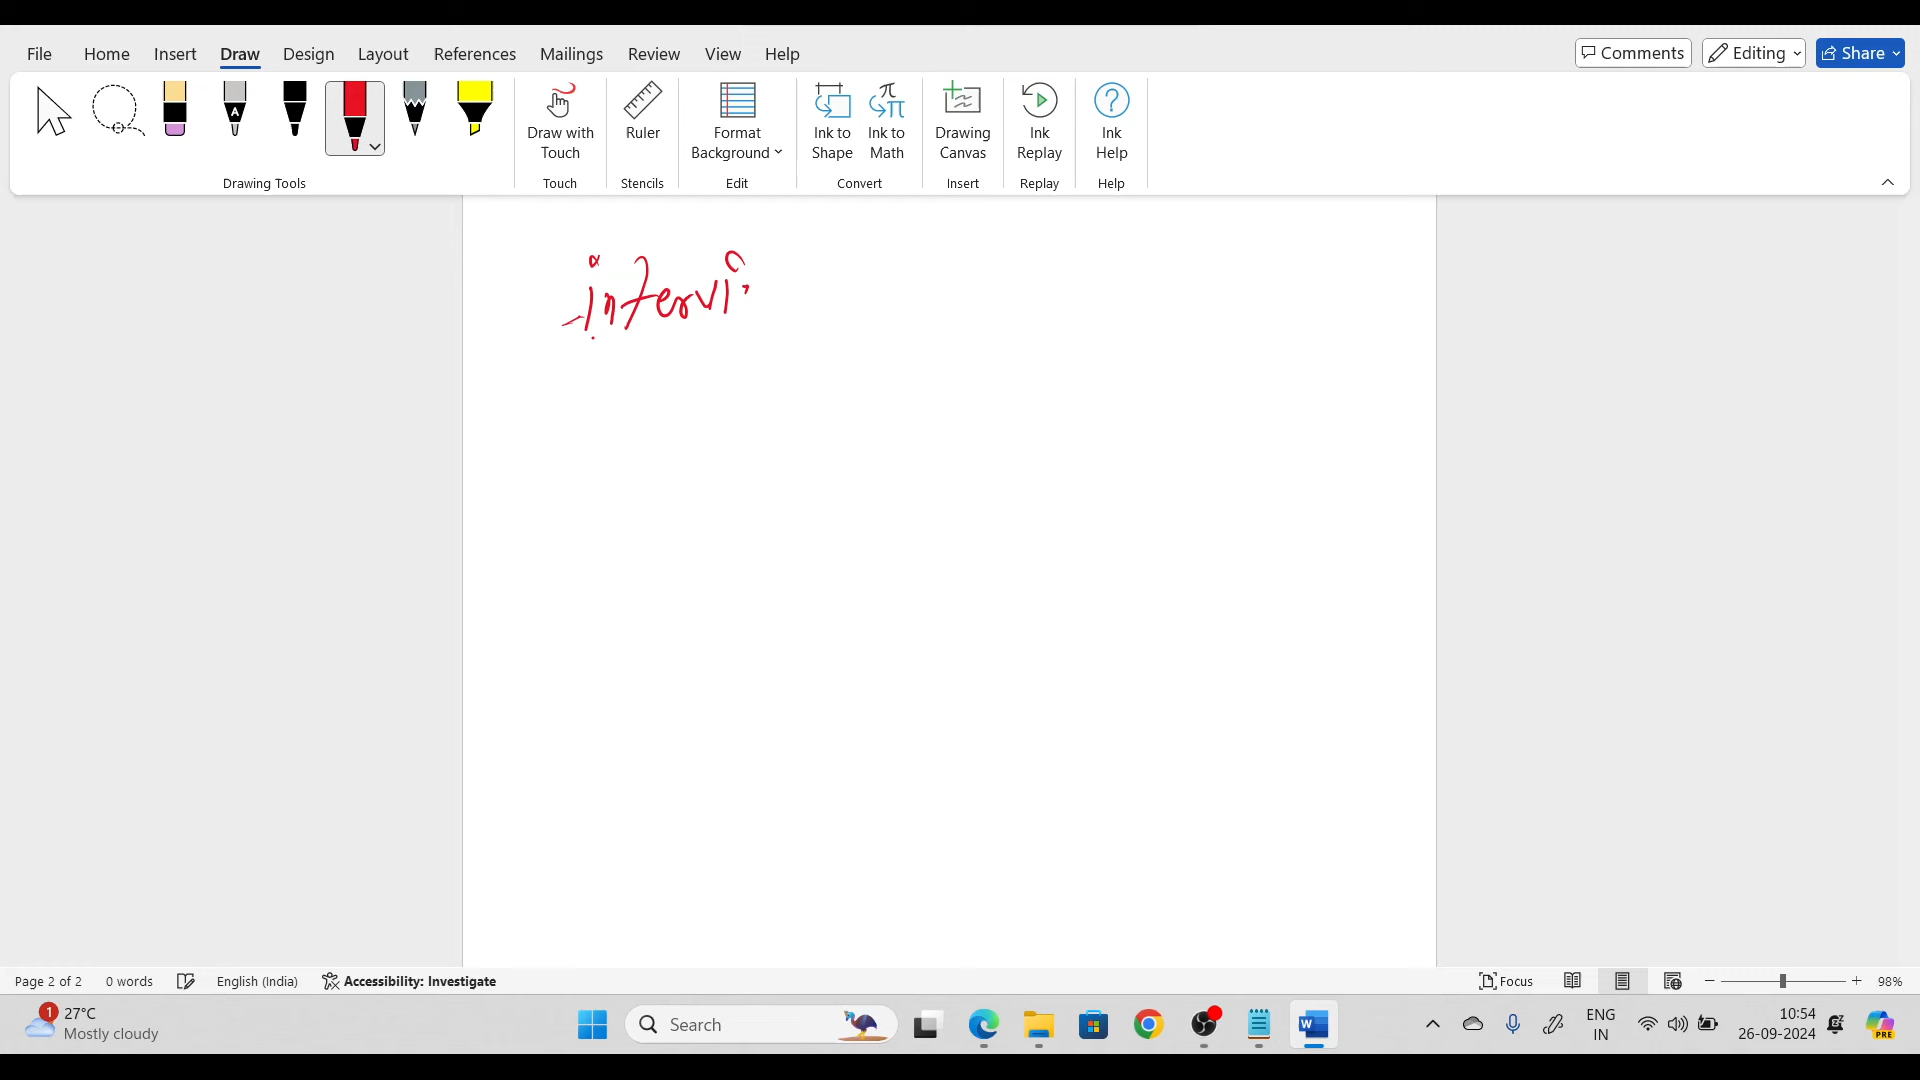 File Home Insert Draw Design Layout References Mailings Review View Help Comments Editing Share
Draw with Touch Ruler Format Background Ink to Shape Ink to Math Drawing Canvas Ink Replay Ink Help
Drawing Tools Touch Stencils Edit Convert Insert Replay Help
intervi
Page 2 of 2 0 words English (India) Accessibility: Investigate Focus 98%
1 27°C Search ENG 10:54
Mostly cloudy IN 26-09-2024 PRE